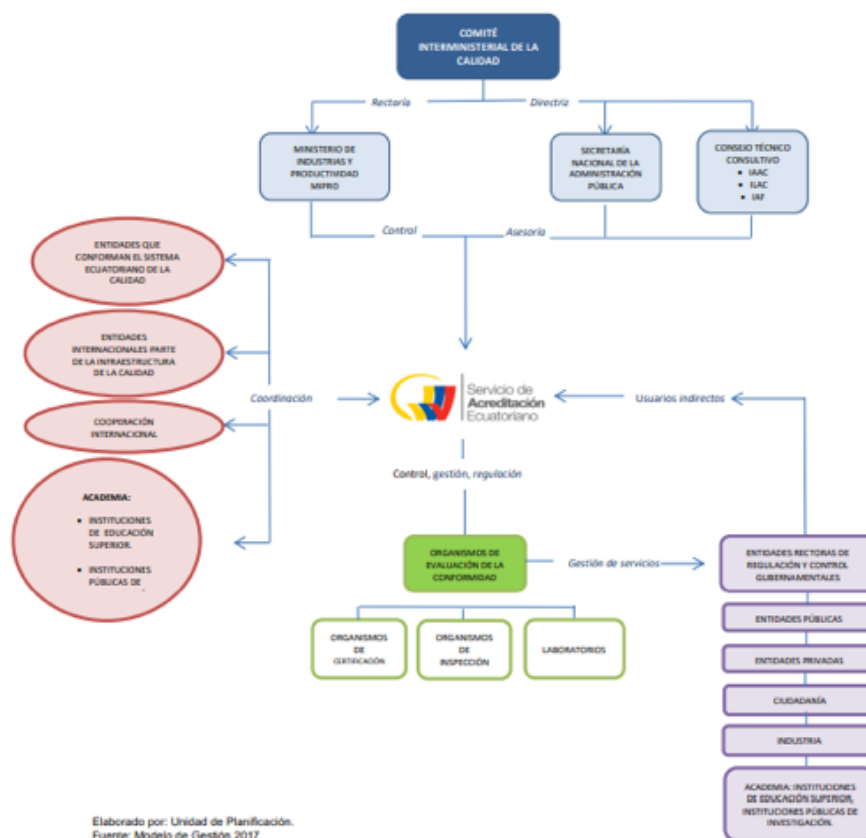 COMITÉ
INTERMINISTERIAL DE LA
CALIDAD
Rectoría
Directriz
MINISTERIO DE
INDUSTRIAS Y
PRODUCTIVIDAD
MIPRO
SECRETARÍA
NACIONAL DE LA
ADMINISTRACIÓN
PÚBLICA
CONSEJO TÉCNICO
CONSULTIVO
• IAAC
• ILAC
• IAF
Control
Asesoría
ENTIDADES QUE
CONFORMAN EL SISTEMA
ECUATORIANO DE LA
CALIDAD
ENTIDADES
INTERNACIONALES PARTE
DE LA INFRAESTRUCTURA
DE LA CALIDAD
COOPERACIÓN
INTERNACIONAL
ACADEMIA:
• INSTITUCIONES
DE EDUCACIÓN
SUPERIOR.
• INSTITUCIONES
PÚBLICAS DE
Coordinación
Servicio de
Acreditación
Ecuatoriano
Usuarios indirectos
Control, gestión, regulación
ORGANISMOS DE
EVALUACIÓN DE LA
CONFORMIDAD
Gestión de servicios
ORGANISMOS
DE
CERTIFICACIÓN
ORGANISMOS
DE
INSPECCIÓN
LABORATORIOS
ENTIDADES RECTORAS DE
REGULACIÓN Y CONTROL
GUBERNAMENTALES
ENTIDADES PÚBLICAS
ENTIDADES PRIVADAS
CIUDADANÍA
INDUSTRIA
ACADEMIA: INSTITUCIONES
DE EDUCACIÓN SUPERIOR,
INSTITUCIONES PÚBLICAS DE
INVESTIGACIÓN.
Elaborado por: Unidad de Planificación.
Fuente: Modelo de Gestión 2017